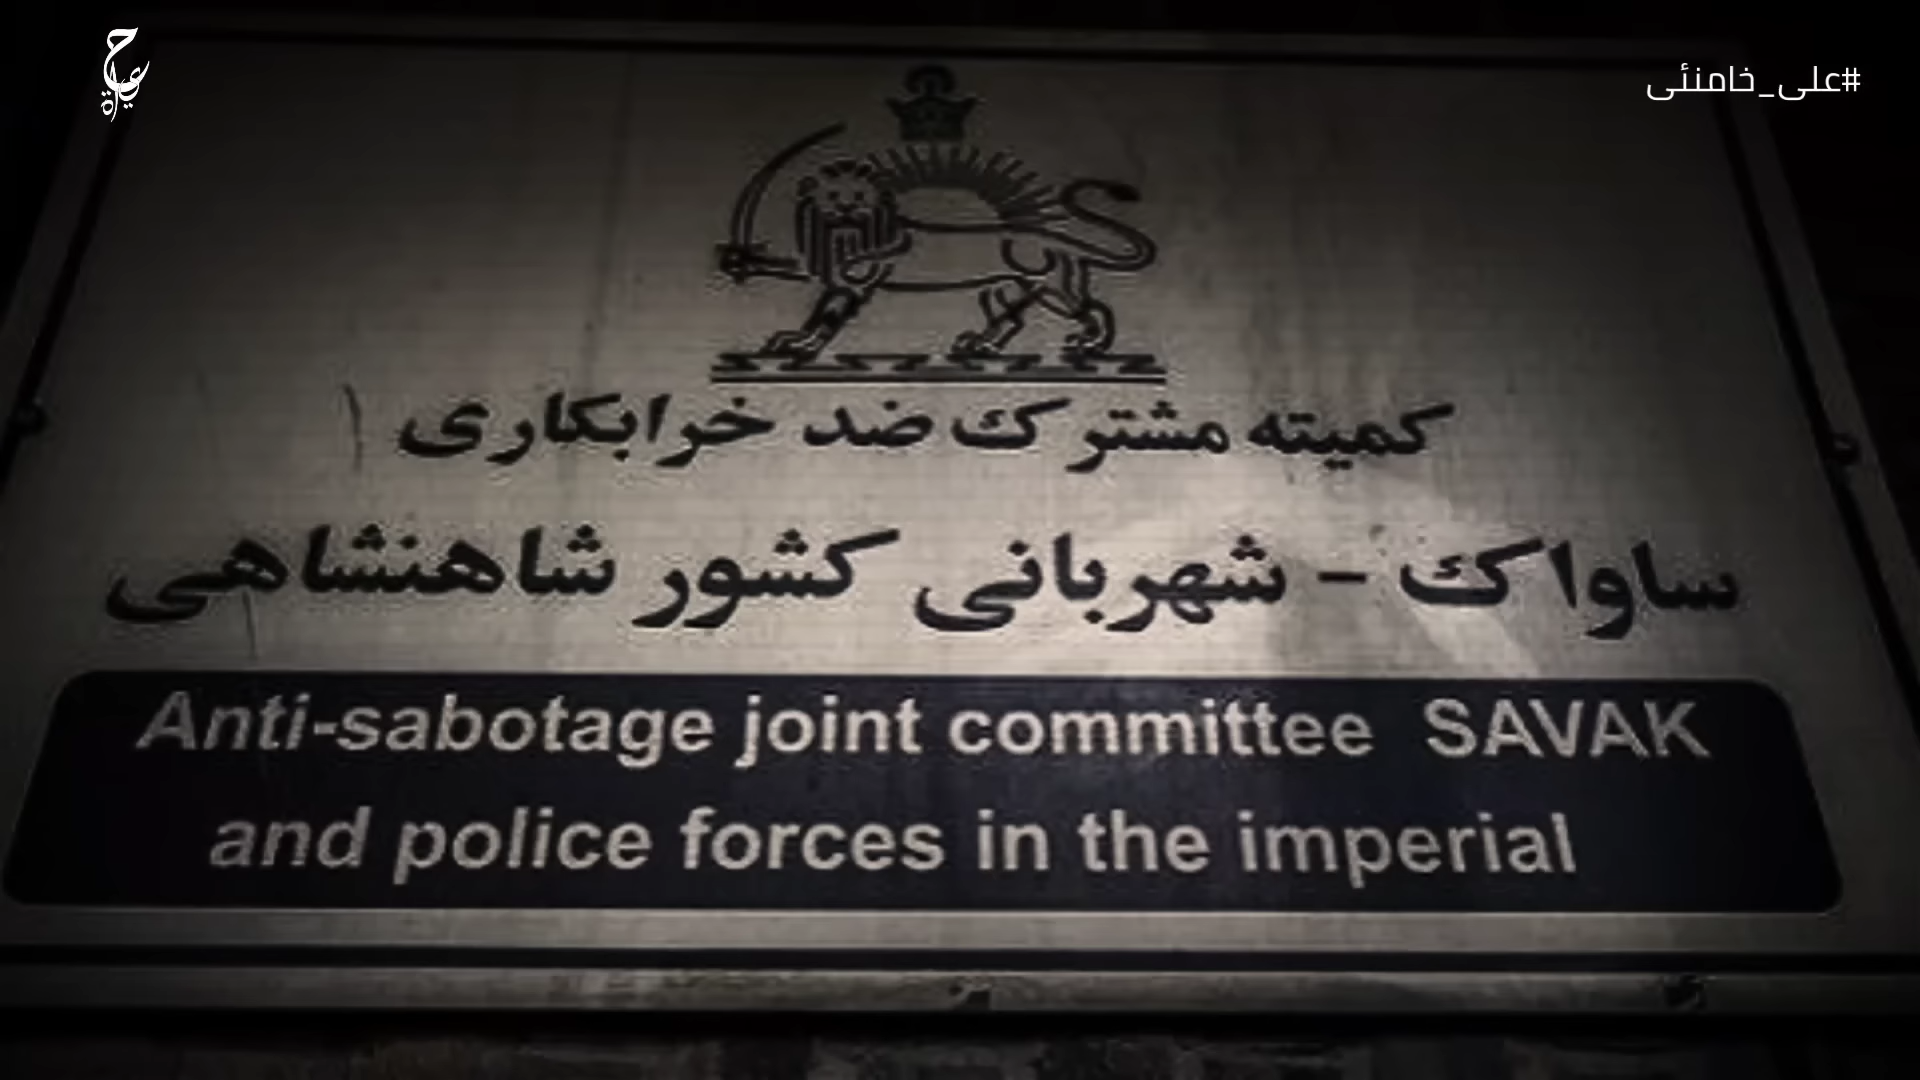 #علی_خامنئی
کمیته مشترک ضد خرابکاری
ساواک - شهربانی کشور شاهنشاهی
Anti-sabotage joint committee SAVAK
and police forces in the imperial